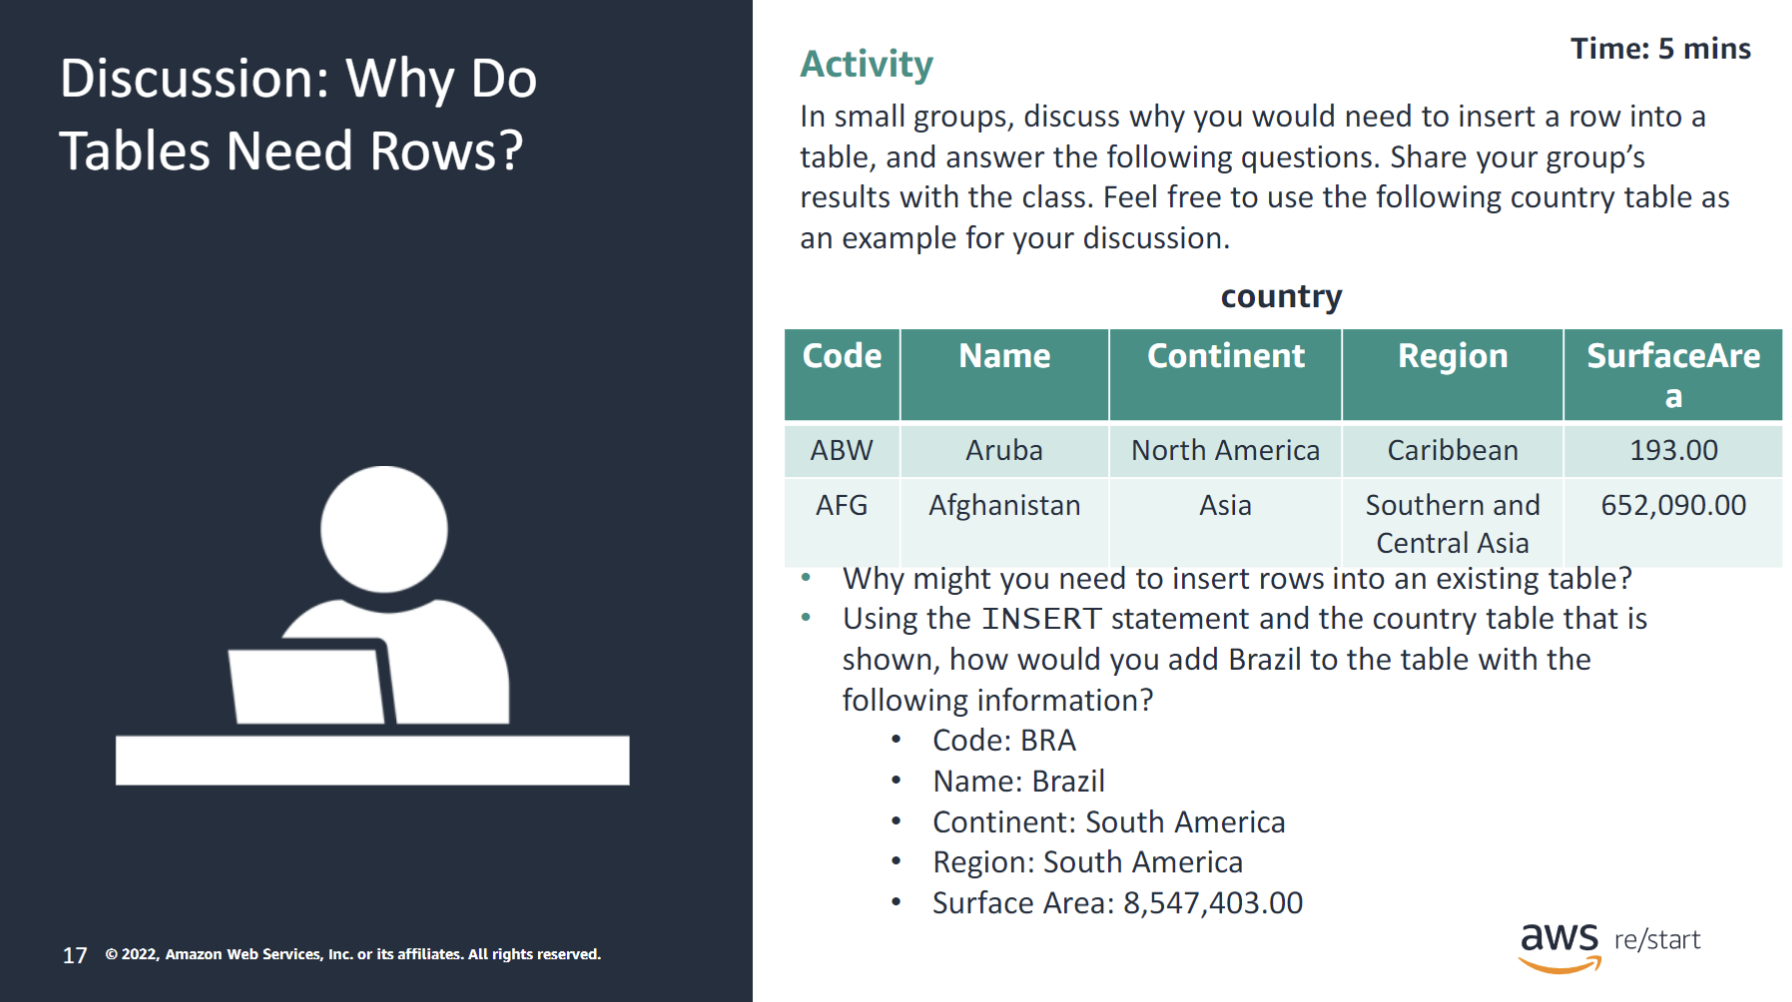 Discussion: Why Do
Tables Need Rows?
Time: 5 mins
Activity
In small groups, discuss why you would need to insert a row into a
table, and answer the following questions. Share your group’s
results with the class. Feel free to use the following country table as
an example for your discussion.
country
Code Name Continent Region SurfaceAre
a
ABW Aruba North America Caribbean 193.00
AFG Afghanistan Asia Southern and 652,090.00
Central Asia
• Why might you need to insert rows into an existing table?
• Using the INSERT statement and the country table that is
shown, how would you add Brazil to the table with the
following information?
• Code: BRA
• Name: Brazil
• Continent: South America
• Region: South America
• Surface Area: 8,547,403.00
17 © 2022, Amazon Web Services, Inc. or its affiliates. All rights reserved.
aws re/start